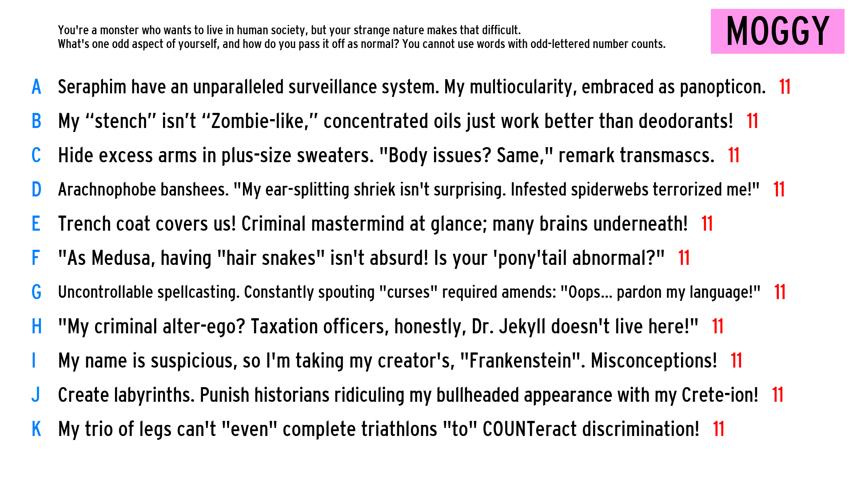 You're a monster who wants to live in human society, but your strange nature makes that difficult.
What's one odd aspect of yourself, and how do you pass it off as normal? You cannot use words with odd-lettered number counts.
MOGGY
A Seraphim have an unparalleled surveillance system. My multiocularity, embraced as panopticon. 11
B My “stench” isn’t “Zombie-like,” concentrated oils just work better than deodorants! 11
C Hide excess arms in plus-size sweaters. "Body issues? Same," remark transmascs. 11
D Arachnophobe banshees. "My ear-splitting shriek isn't surprising. Infested spiderwebs terrorized me!" 11
E Trench coat covers us! Criminal mastermind at glance; many brains underneath! 11
F "As Medusa, having "hair snakes" isn't absurd! Is your 'pony'tail abnormal?" 11
G Uncontrollable spellcasting. Constantly spouting "curses" required amends: "Oops... pardon my language!" 11
H "My criminal alter-ego? Taxation officers, honestly, Dr. Jekyll doesn't live here!" 11
I My name is suspicious, so I'm taking my creator's, "Frankenstein". Misconceptions! 11
J Create labyrinths. Punish historians ridiculing my bullheaded appearance with my Crete-ion! 11
K My trio of legs can't "even" complete triathlons "to" COUNTeract discrimination! 11